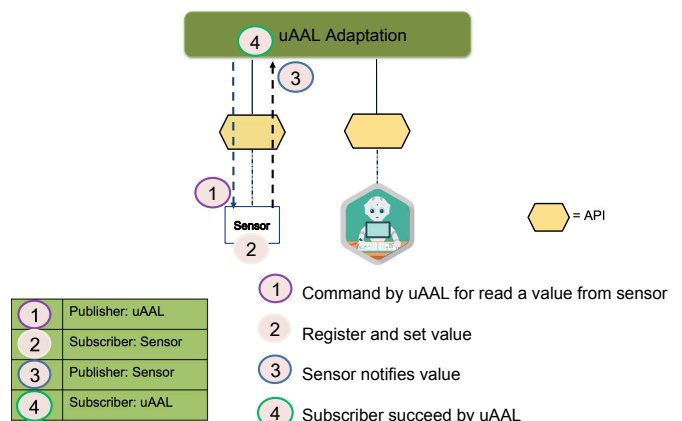 4 uAAL Adaptation
3
1
Sensor
2
= API
1 Command by uAAL for read a value from sensor
2 Register and set value
3 Sensor notifies value
4 Subscriber succeed by uAAL
1 Publisher: uAAL
2 Subscriber: Sensor
3 Publisher: Sensor
4 Subscriber: uAAL